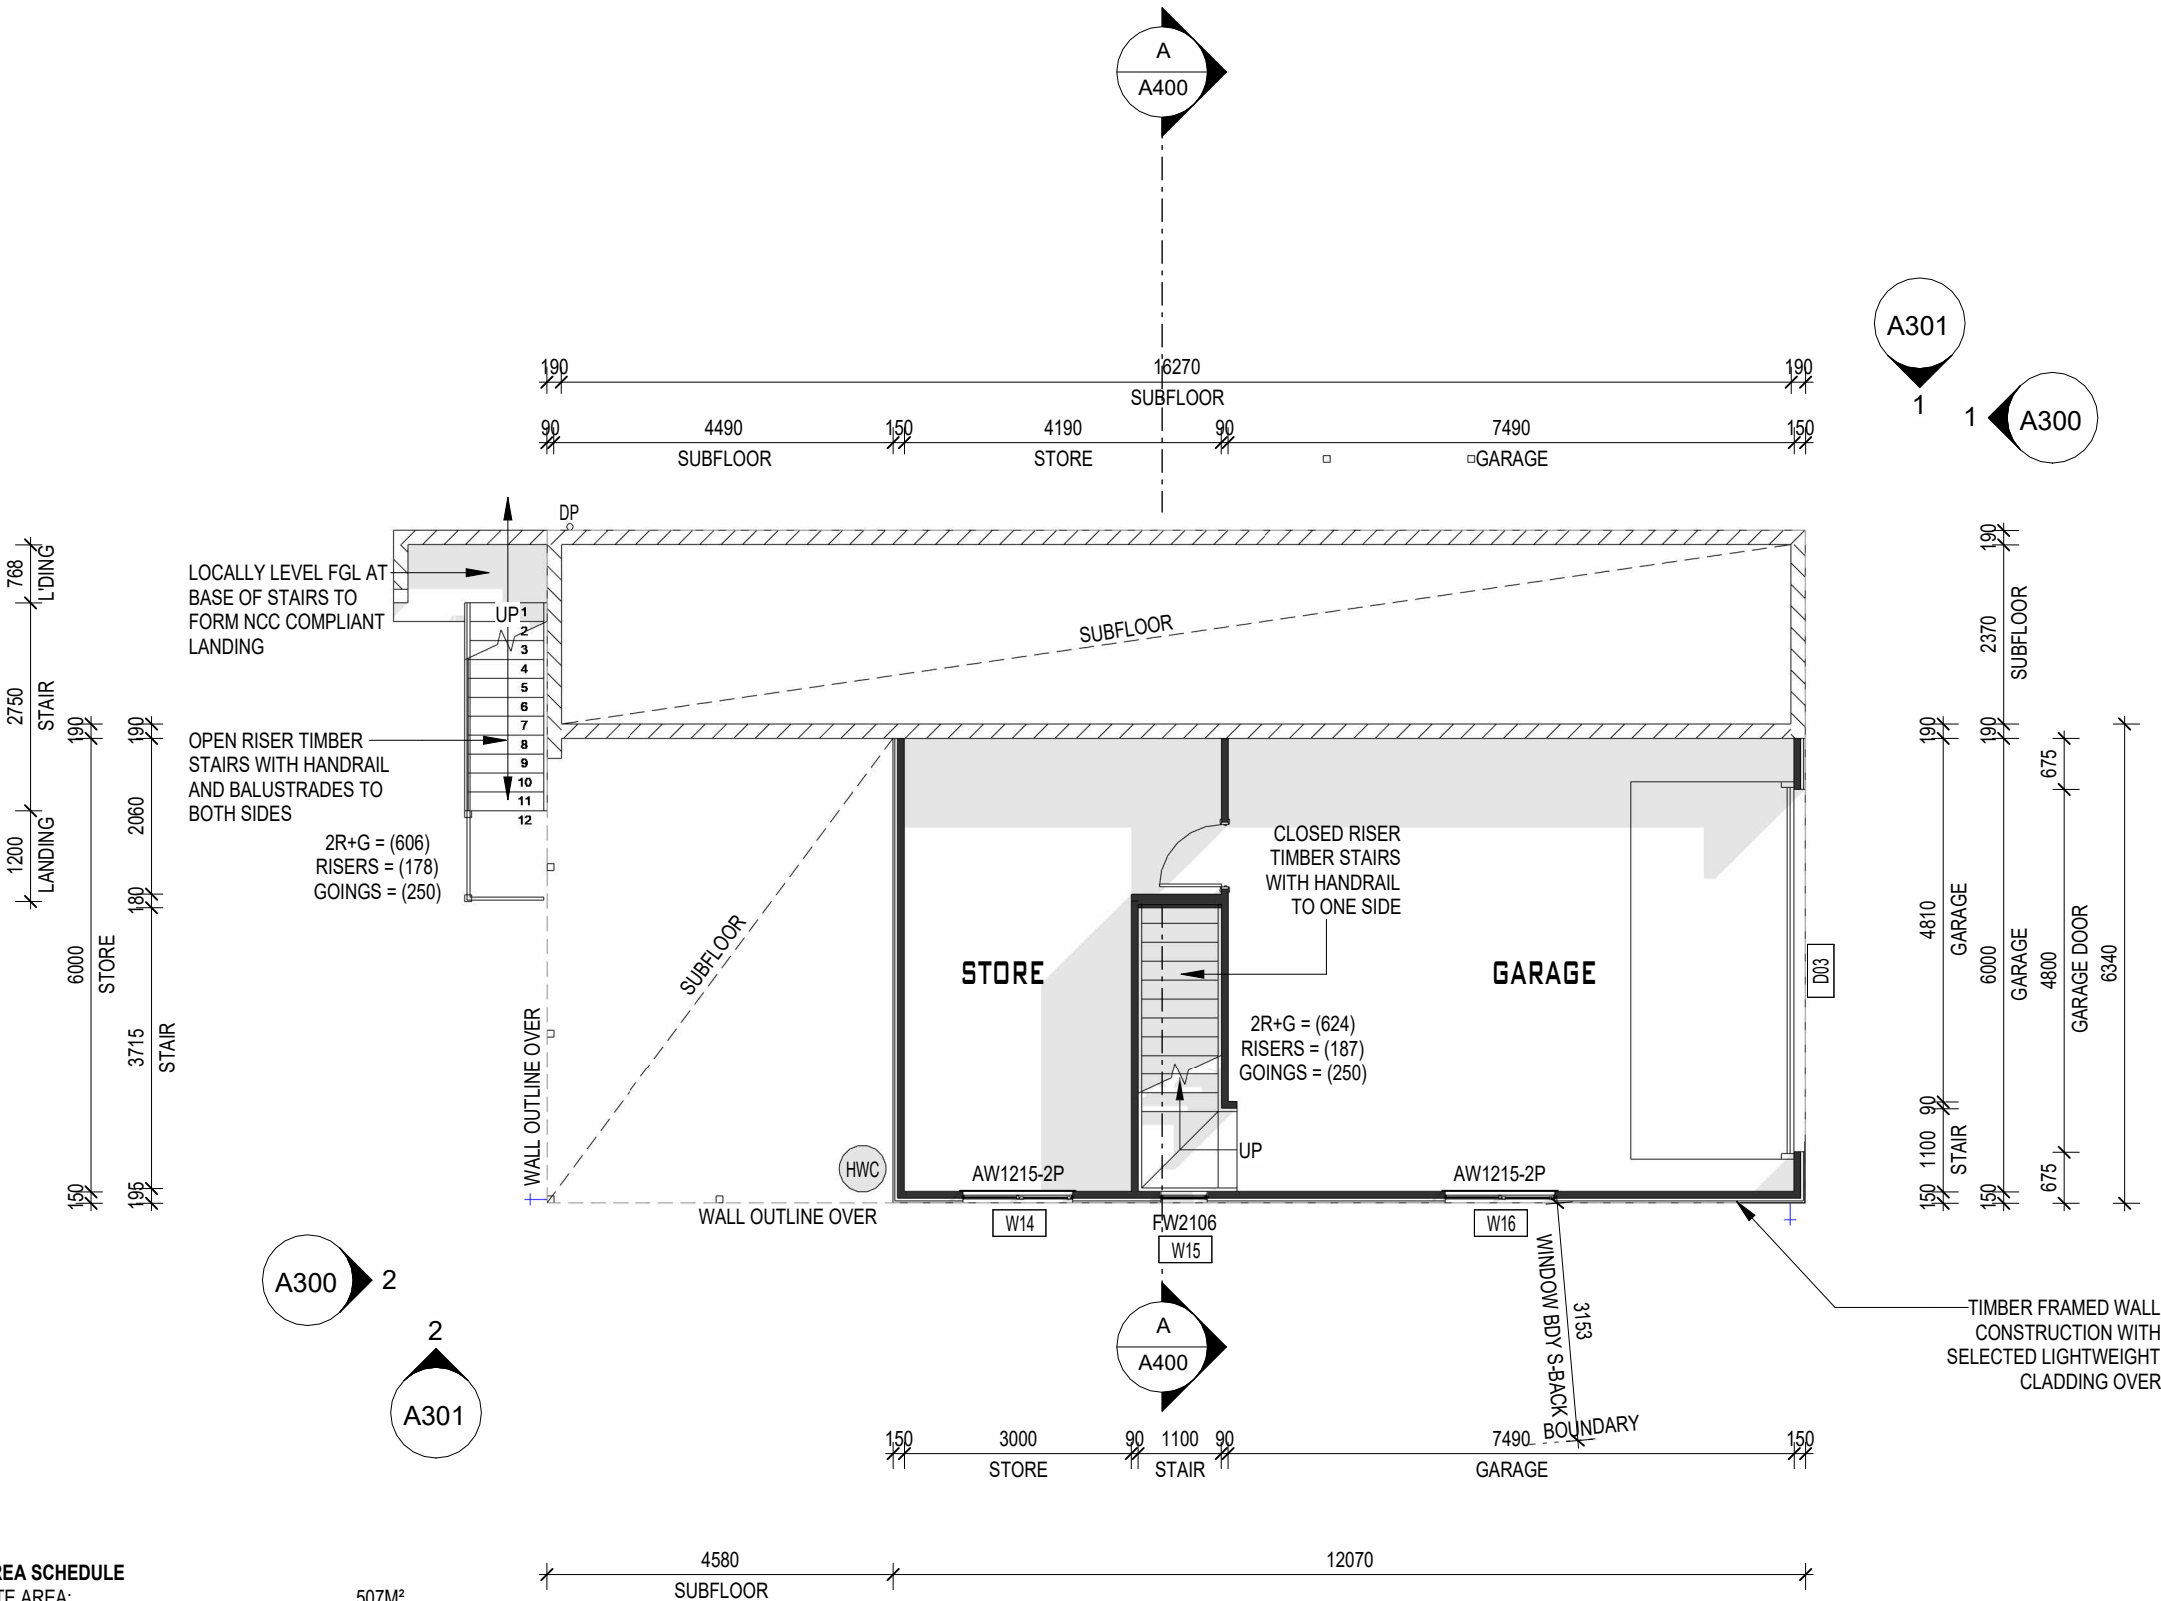 A
A400
A301
1
1
A300
190
16270
190
SUBFLOOR
90
4490
150
4190
90
7490
150
SUBFLOOR
STORE
GARAGE
DP
768
L'DING
2750
STAIR
1200
LANDING
190
6000
STORE
150
190
2060
180
3715
STAIR
195
LOCALLY LEVEL FGL AT
BASE OF STAIRS TO
FORM NCC COMPLIANT
LANDING
UP
1
2
3
4
5
6
7
8
9
10
11
12
OPEN RISER TIMBER
STAIRS WITH HANDRAIL
AND BALUSTRADES TO
BOTH SIDES
2R+G = (606)
RISERS = (178)
GOINGS = (250)
SUBFLOOR
SUBFLOOR
WALL OUTLINE OVER
CLOSED RISER
TIMBER STAIRS
WITH HANDRAIL
TO ONE SIDE
STORE
GARAGE
2R+G = (624)
RISERS = (187)
GOINGS = (250)
UP
HWC
AW1215-2P
AW1215-2P
WALL OUTLINE OVER
W14
FW2106
W15
W16
D03
190
4810
GARAGE
90
1100
STAIR
150
190
2370
SUBFLOOR
190
6000
GARAGE
150
675
4800
GARAGE DOOR
675
6340
WINDOW BDY S-BACK
3153
BOUNDARY
A300
2
2
A301
A
A400
TIMBER FRAMED WALL
CONSTRUCTION WITH
SELECTED LIGHTWEIGHT
CLADDING OVER
150
3000
90
1100
90
7490
150
STORE
STAIR
GARAGE
4580
12070
SUBFLOOR
REA SCHEDULE
TE AREA:
507M²